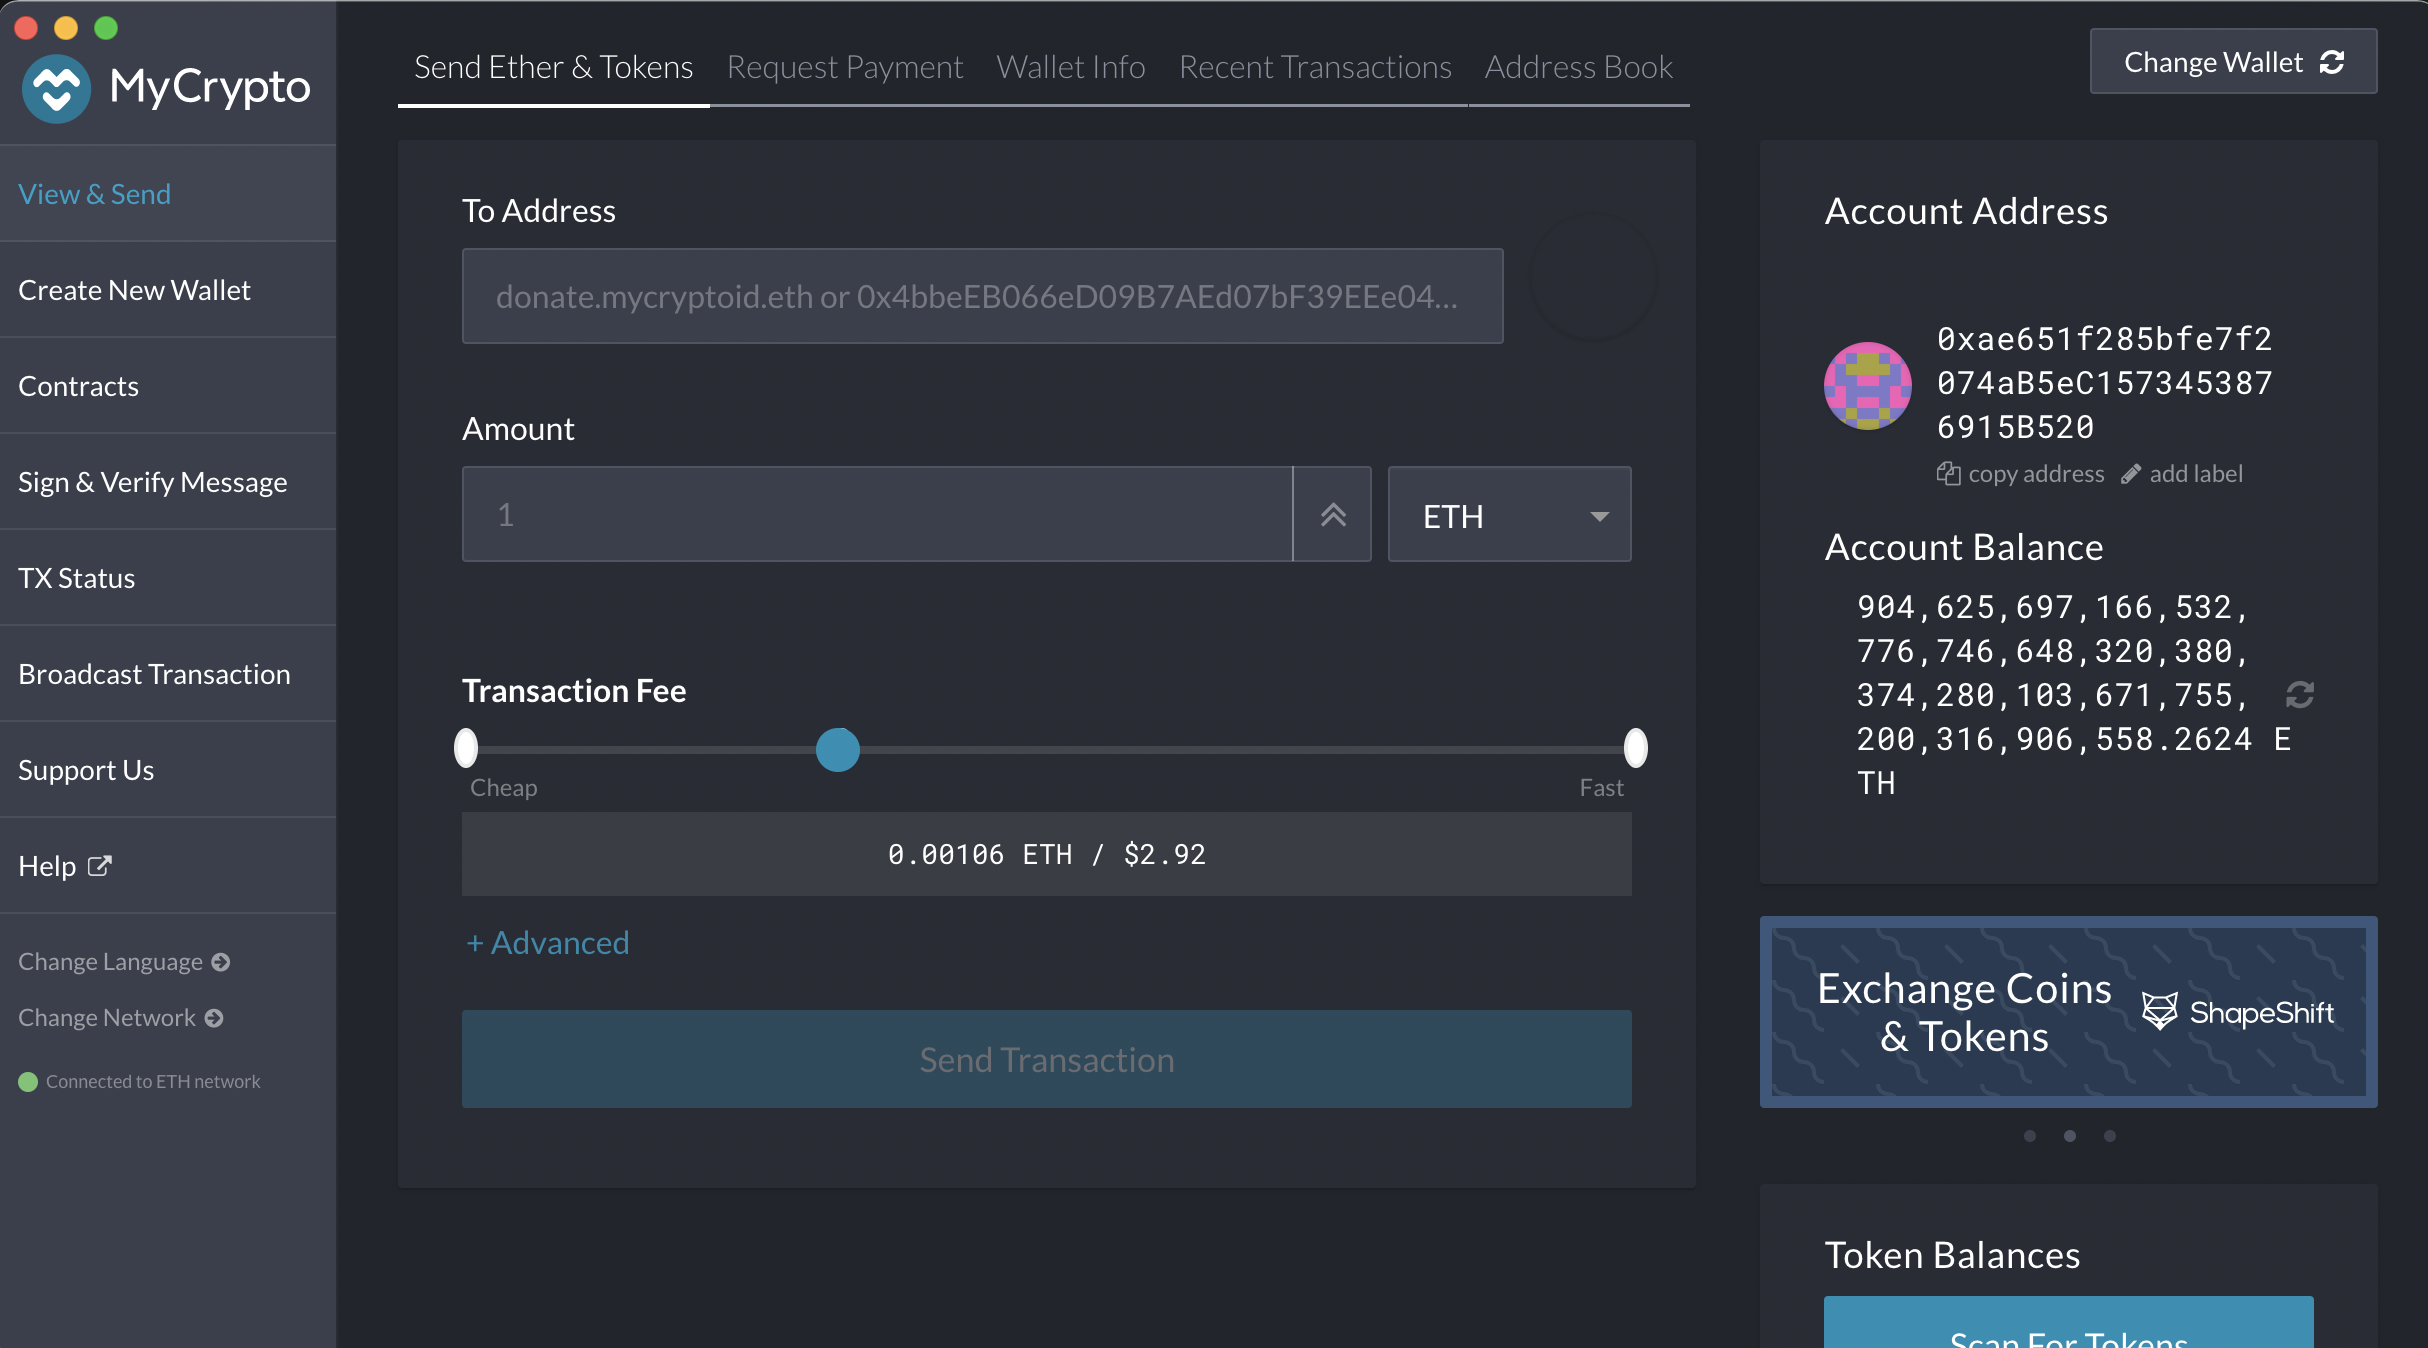 MyCrypto
View & Send
Create New Wallet
Contracts
Sign & Verify Message
TX Status
Broadcast Transaction
Support Us
Help
Change Language
Change Network
Connected to ETH network
Send Ether & Tokens
Request Payment
Wallet Info
Recent Transactions
Address Book
Change Wallet
To Address
donate.mycryptoid.eth or 0x4bbeEB066eD09B7AEd07bF39EEe04...
Amount
1
ETH
Transaction Fee
Cheap
Fast
0.00106 ETH / $2.92
+ Advanced
Send Transaction
Account Address
0xae651f285bfe7f2
074aB5eC157345387
6915B520
copy address
add label
Account Balance
904,625,697,166,532,
776,746,648,320,380,
374,280,103,671,755,
200,316,906,558.2624 E
TH
Exchange Coins
& Tokens
ShapeShift
Token Balances
Scan For Tokens